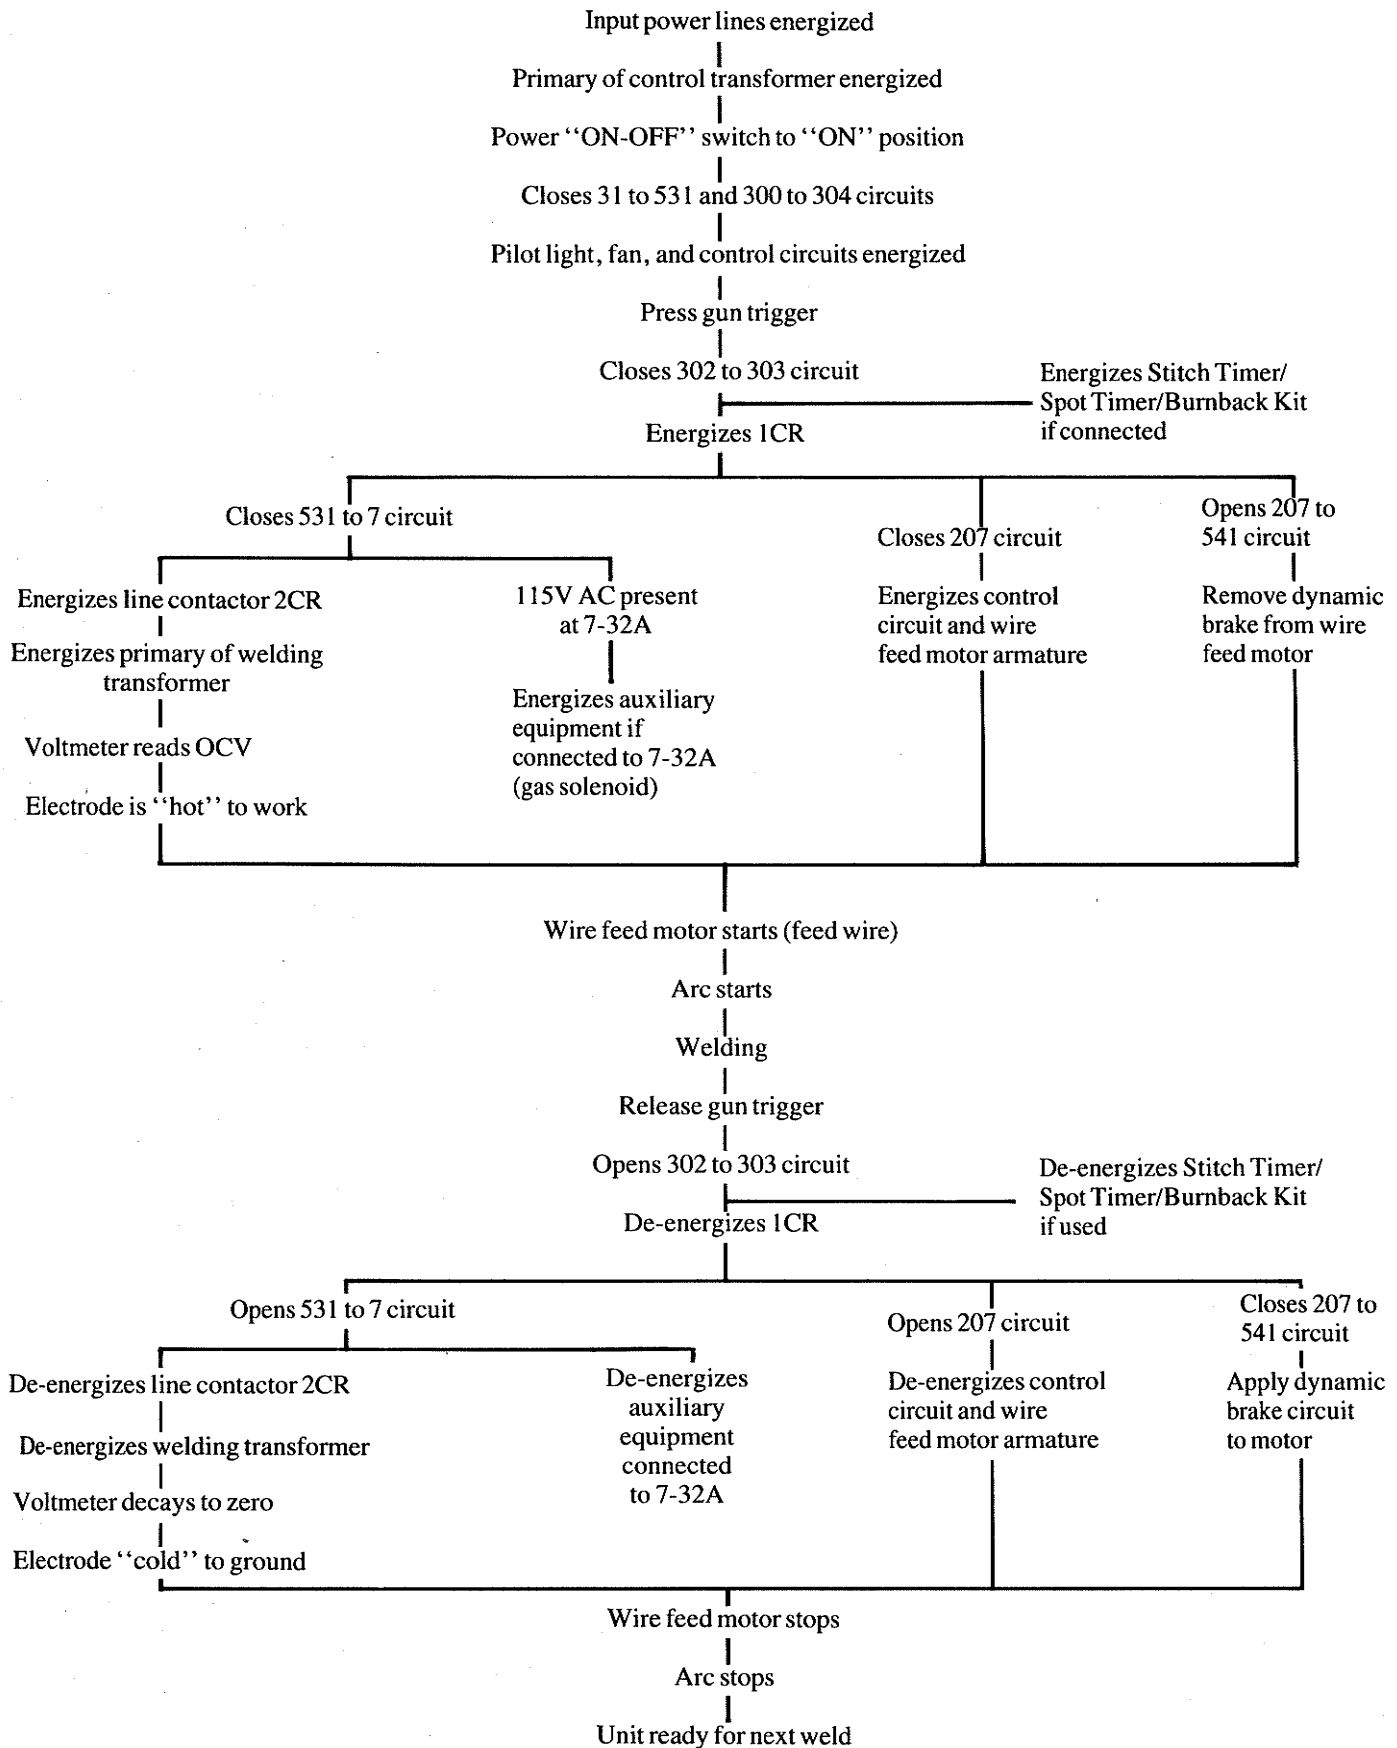 Input power lines energized
Primary of control transformer energized
Power ‘‘ON-OFF’’ switch to ‘‘ON’’ position
Closes 31 to 531 and 300 to 304 circuits
Pilot light, fan, and control circuits energized
Press gun trigger
Closes 302 to 303 circuit
Energizes Stitch Timer/
Spot Timer/Burnback Kit
if connected
Energizes 1CR
Closes 531 to 7 circuit
Closes 207 circuit
Opens 207 to
541 circuit
Energizes line contactor 2CR
115V AC present
at 7-32A
Energizes control
circuit and wire
feed motor armature
Remove dynamic
brake from wire
feed motor
Energizes primary of welding
transformer
Energizes auxiliary
equipment if
connected to 7-32A
(gas solenoid)
Voltmeter reads OCV
Electrode is ‘‘hot’’ to work
Wire feed motor starts (feed wire)
Arc starts
Welding
Release gun trigger
Opens 302 to 303 circuit
De-energizes Stitch Timer/
Spot Timer/Burnback Kit
if used
De-energizes 1CR
Opens 531 to 7 circuit
Opens 207 circuit
Closes 207 to
541 circuit
De-energizes line contactor 2CR
De-energizes
auxiliary
equipment
connected
to 7-32A
De-energizes control
circuit and wire
feed motor armature
Apply dynamic
brake circuit
to motor
De-energizes welding transformer
Voltmeter decays to zero
Electrode ‘‘cold’’ to ground
Wire feed motor stops
Arc stops
Unit ready for next weld